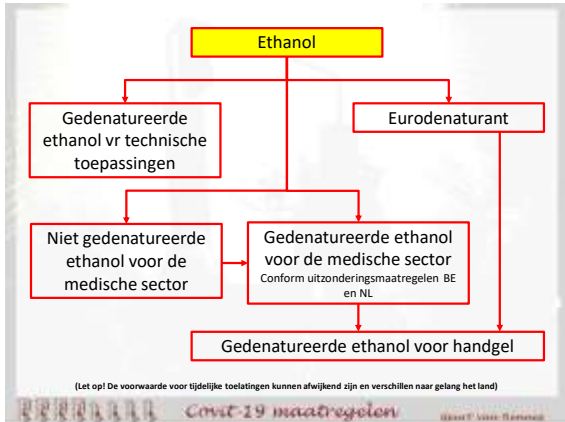 Ethanol
Gedenatureerde
ethanol vr technische
toepassingen
Eurodenaturant
Niet gedenatureerde
ethanol voor de
medische sector
Gedenatureerde ethanol
voor de medische sector
Conform uitzonderingsmaatregelen BE
en NL
Gedenatureerde ethanol voor handgel
(Let op! De voorwaarde voor tijdelijke toelatingen kunnen afwijkend zijn en verschillen naar gelang het land)
Covit-19 maatregelen